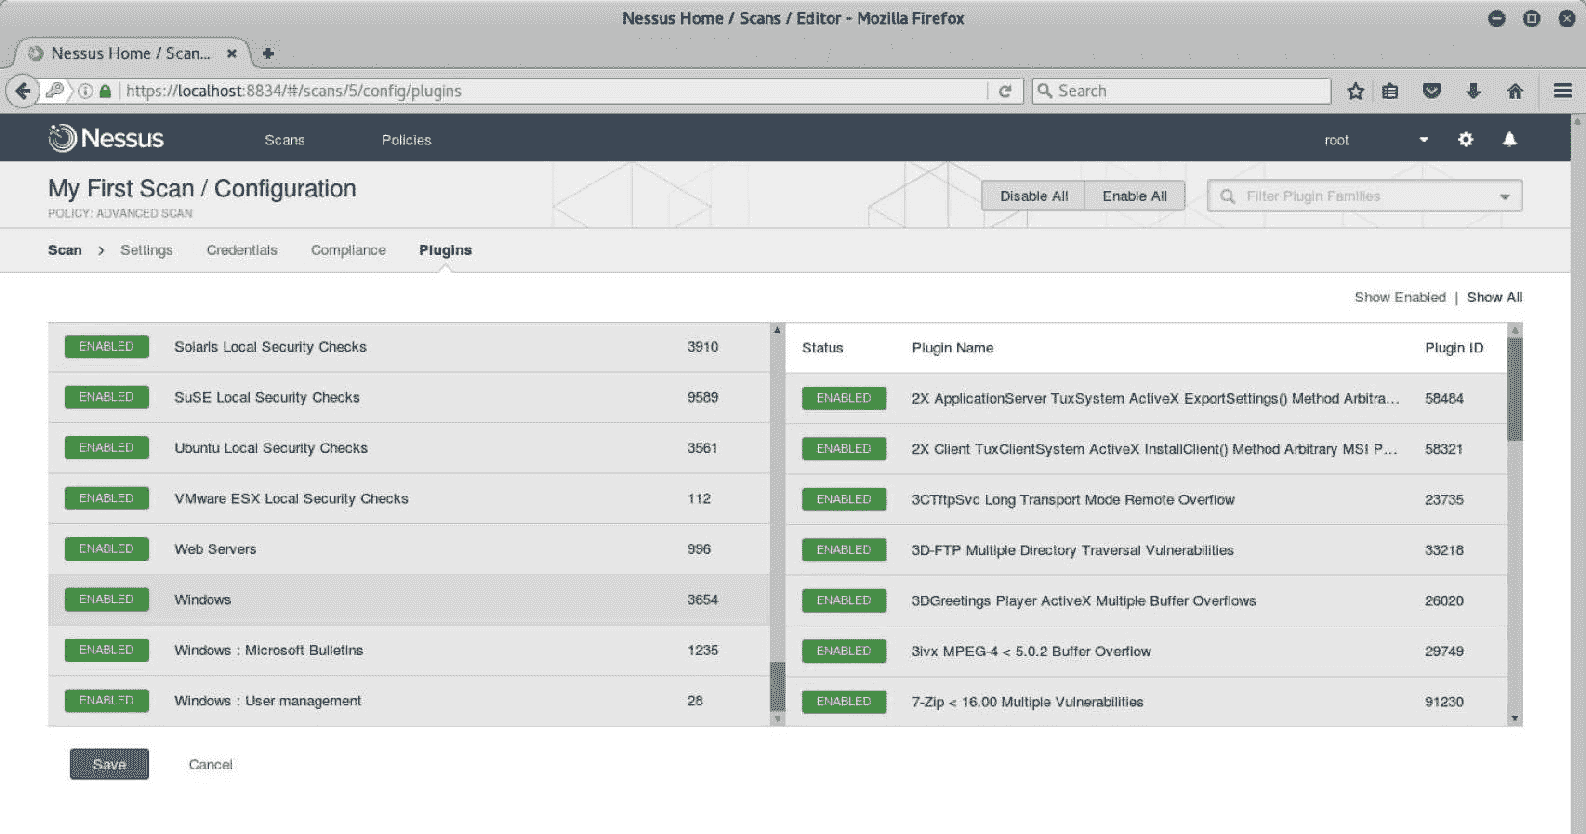 Nessus Home / Scans / Editor - Mozilla Firefox
Nessus Home / Scan...
https://localhost:8834/#/scans/5/config/plugins
Search
Nessus
Scans
Policies
root
My First Scan / Configuration
POLICY: ADVANCED SCAN
Disable All
Enable All
Filter Plugin Families
Scan > Settings Credentials Compliance Plugins
Show Enabled | Show All
ENABLED Solaris Local Security Checks 3910
ENABLED SuSE Local Security Checks 9589
ENABLED Ubuntu Local Security Checks 3561
ENABLED VMware ESX Local Security Checks 112
ENABLED Web Servers 996
ENABLED Windows 3654
ENABLED Windows : Microsoft Bulletins 1235
ENABLED Windows : User management 28
Status Plugin Name Plugin ID
ENABLED 2X ApplicationServer TuxSystem ActiveX ExportSettings() Method Arbitra... 58484
ENABLED 2X Client TuxClientSystem ActiveX InstallClient() Method Arbitrary MSI P... 58321
ENABLED 3CTftpSvc Long Transport Mode Remote Overflow 23735
ENABLED 3D-FTP Multiple Directory Traversal Vulnerabilities 33218
ENABLED 3DGreetings Player ActiveX Multiple Buffer Overflows 26020
ENABLED 3ivx MPEG-4 < 5.0.2 Buffer Overflow 29749
ENABLED 7-Zip < 16.00 Multiple Vulnerabilities 91230
Save
Cancel